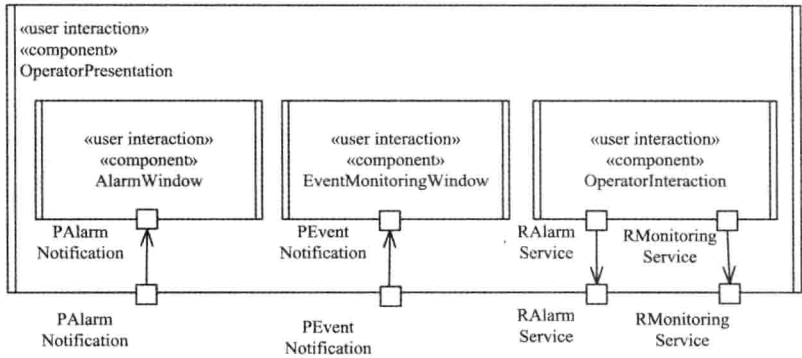 «user interaction»
«component»
OperatorPresentation
«user interaction»
«component»
AlarmWindow
«user interaction»
«component»
EventMonitoringWindow
«user interaction»
«component»
OperatorInteraction
PAlarm
Notification
PEvent
Notification
RAlarm
Service
RMonitoring
Service
PAlarm
Notification
PEvent
Notification
RAlarm
Service
RMonitoring
Service